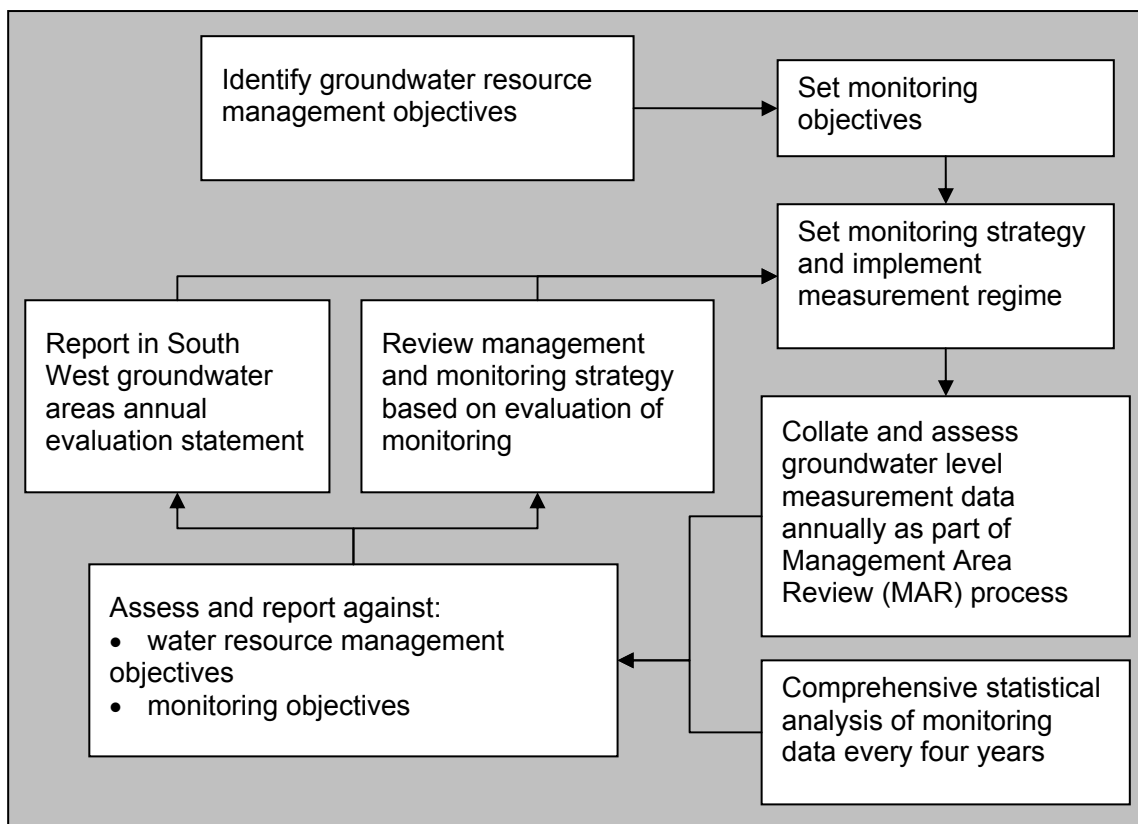 Identify groundwater resource
management objectives
Set monitoring
objectives
Set monitoring strategy
and implement
measurement regime
Report in South
West groundwater
areas annual
evaluation statement
Review management
and monitoring strategy
based on evaluation of
monitoring
Collate and assess
groundwater level
measurement data
annually as part of
Management Area
Review (MAR) process
Assess and report against:
• water resource management
objectives
• monitoring objectives
Comprehensive statistical
analysis of monitoring
data every four years